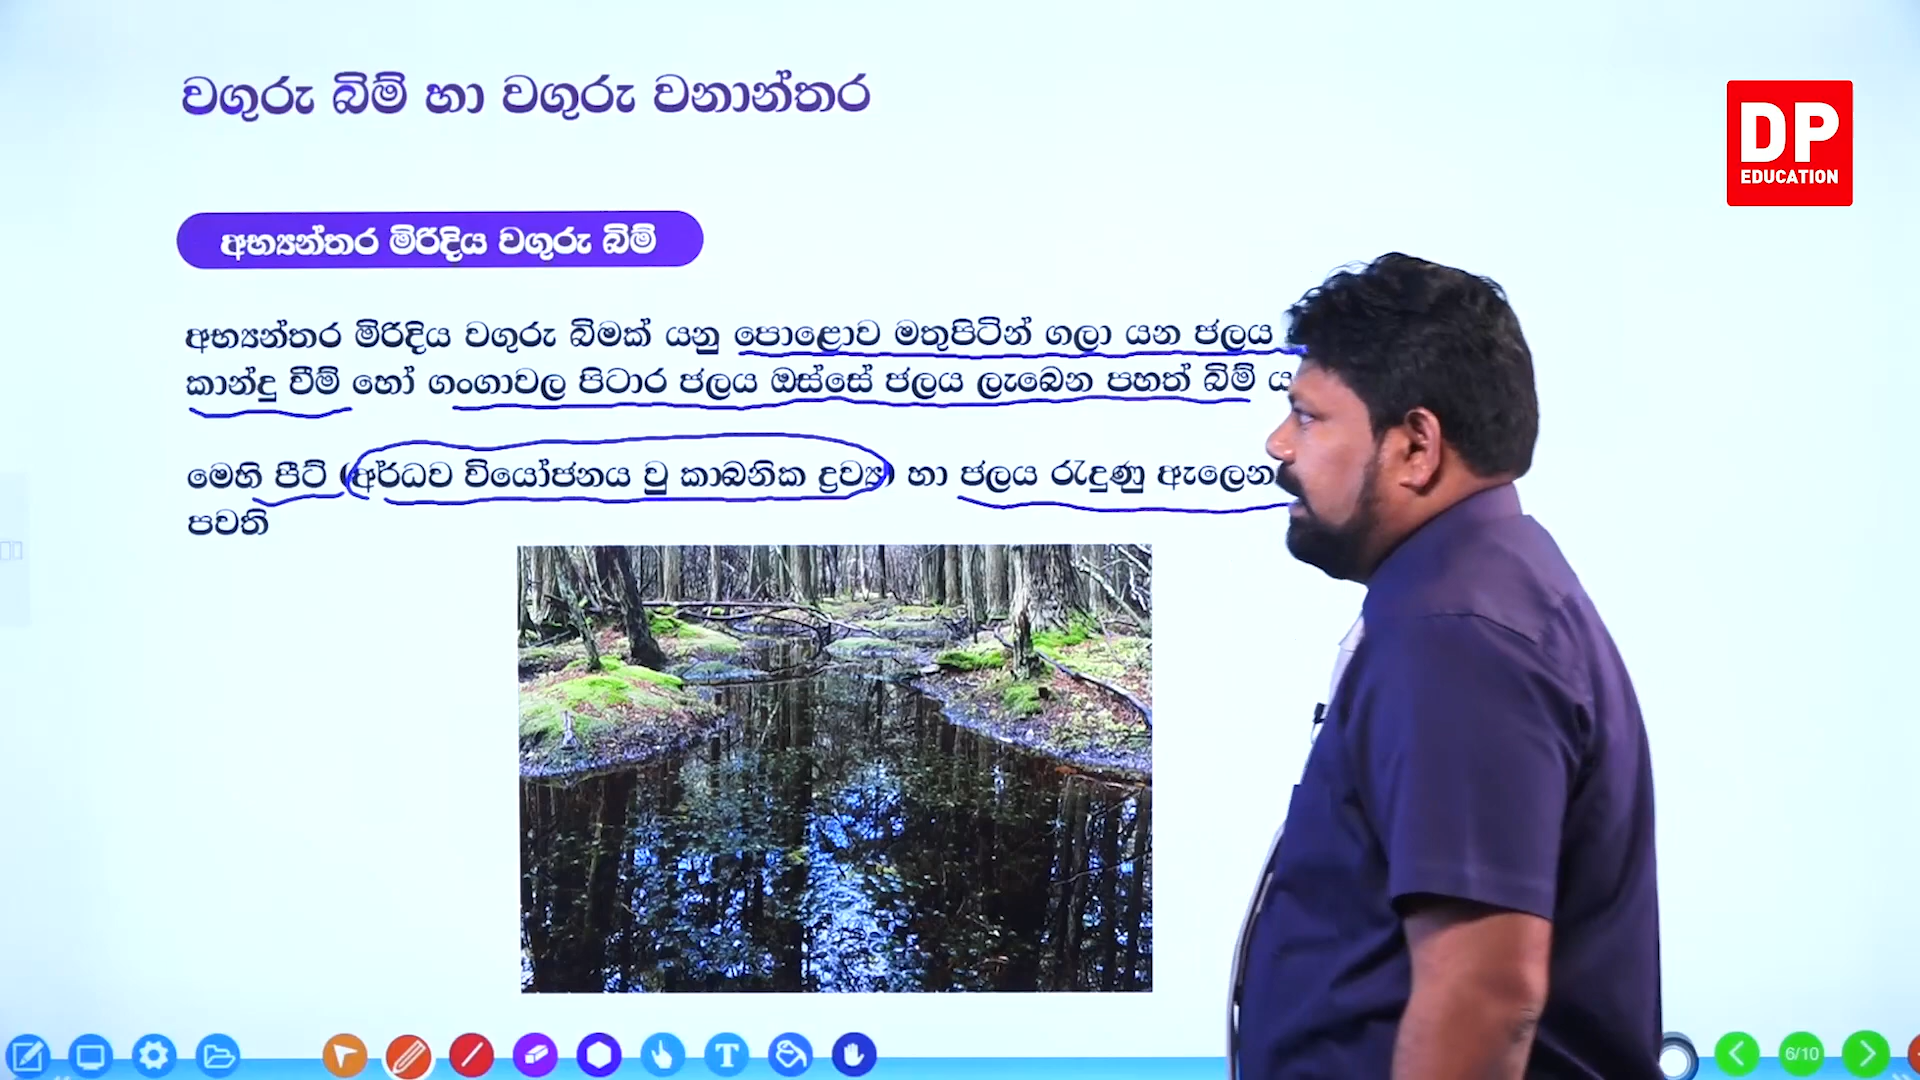 වගුරු බිම් හා වගුරු වනාන්තර
DP
EDUCATION
අභ්‍යන්තර මිරිදිය වගුරු බිම්
අභ්‍යන්තර මිරිදිය වගුරු බිමක් යනු පොළොව මතුපිටින් ගලා යන ජලය
කාන්දු වීම් හෝ ගංගාවල පිටාර ජලය ඔස්සේ ජලය ලැබෙන පහත් බිම්
මෙහි පීට් (අර්ධව වියෝජනය වු කාබනික ද්‍රව්‍ය) හා ජලය රැදුණු ඇලෙන
පවති
6/10